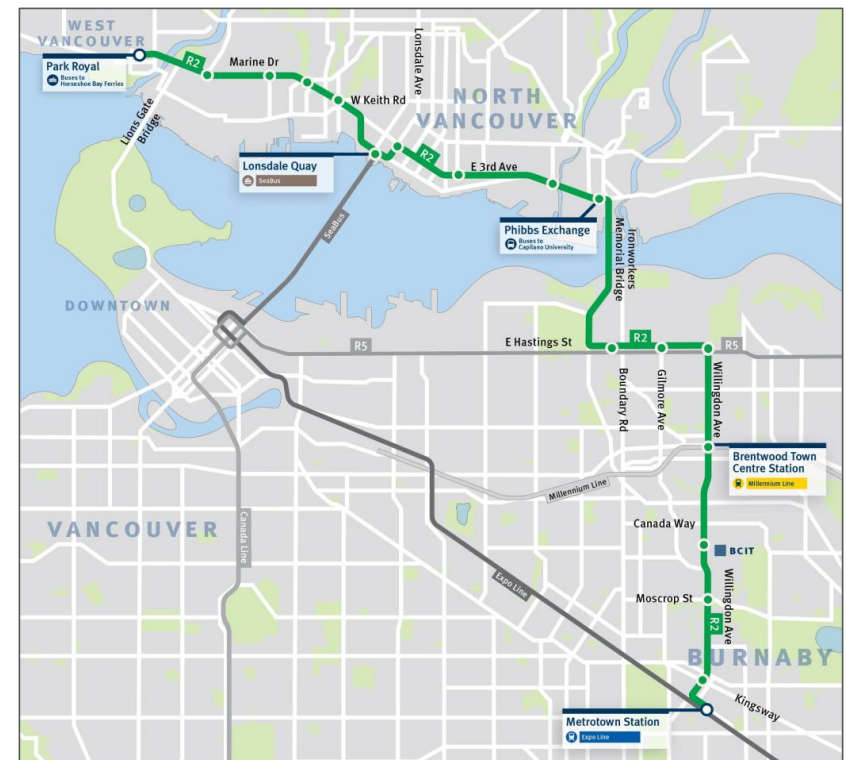 WEST
VANCOUVER
Park Royal
Buses to
Horseshoe Bay Ferries
R2
Marine Dr
Lonsdale Ave
W Keith Rd
NORTH
VANCOUVER
Lions Gate
Bridge
Lonsdale Quay
SeaBus
R2
E 3rd Ave
SeaBus
Phibbs Exchange
Buses to
Capilano University
Ironworkers
Memorial Bridge
DOWNTOWN
R5
E Hastings St
R2
R5
Boundary Rd
Gilmore Ave
Willingdon Ave
Brentwood Town
Centre Station
Millennium Line
Millennium Line
VANCOUVER
Canada Line
Canada Way
BCIT
Expo Line
Moscrop St
Willingdon Ave
R2
BURNABY
Kingsway
Metrotown Station
Expo Line